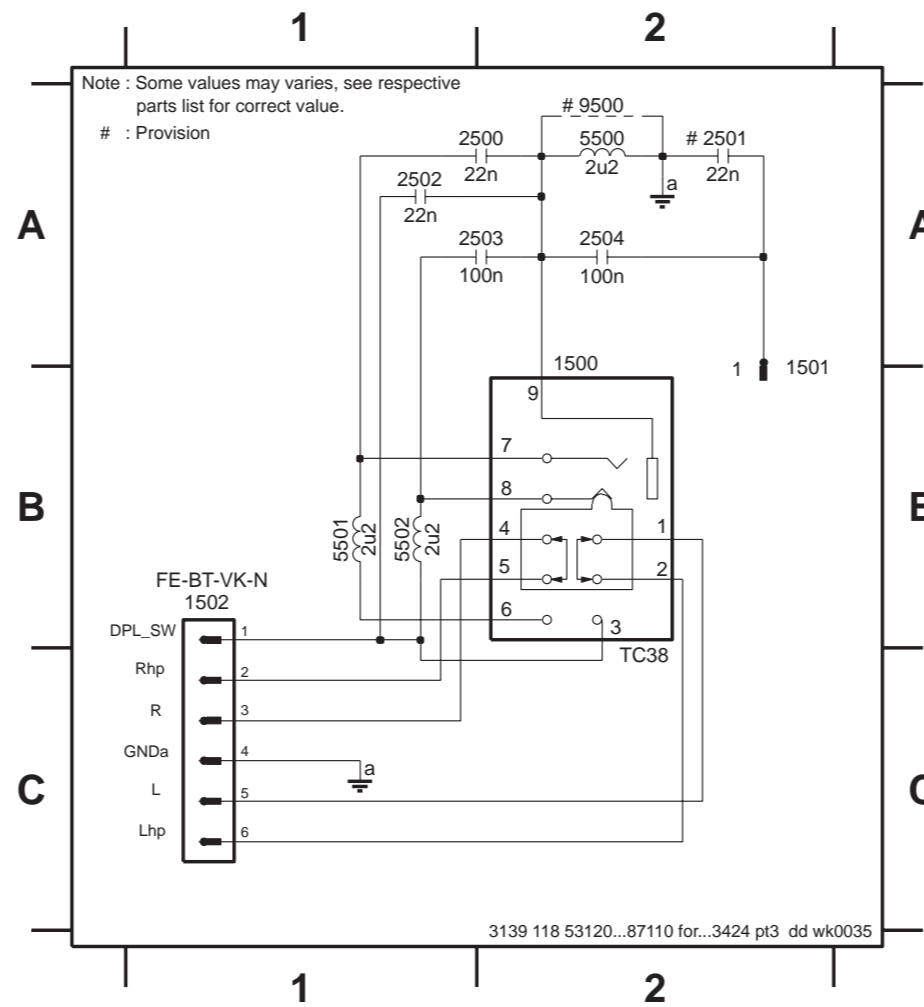 1 2
Note : Some values may varies, see respective
parts list for correct value.
# : Provision
# 9500
2500 5500 # 2501
22n 2u2 22n
2502 a
22n
A A
2503 2504
100n 100n
1500
1 1501
9
7
8
B B
5501 2u2 5502 2u2
4 1
5 2
FE-BT-VK-N
1502
6 3
DPL_SW 1
TC38
Rhp 2
R 3
GNDa 4 a
C C
L 5
Lhp 6
3139 118 53120...87110 for...3424 pt3 dd wk0035
1 2